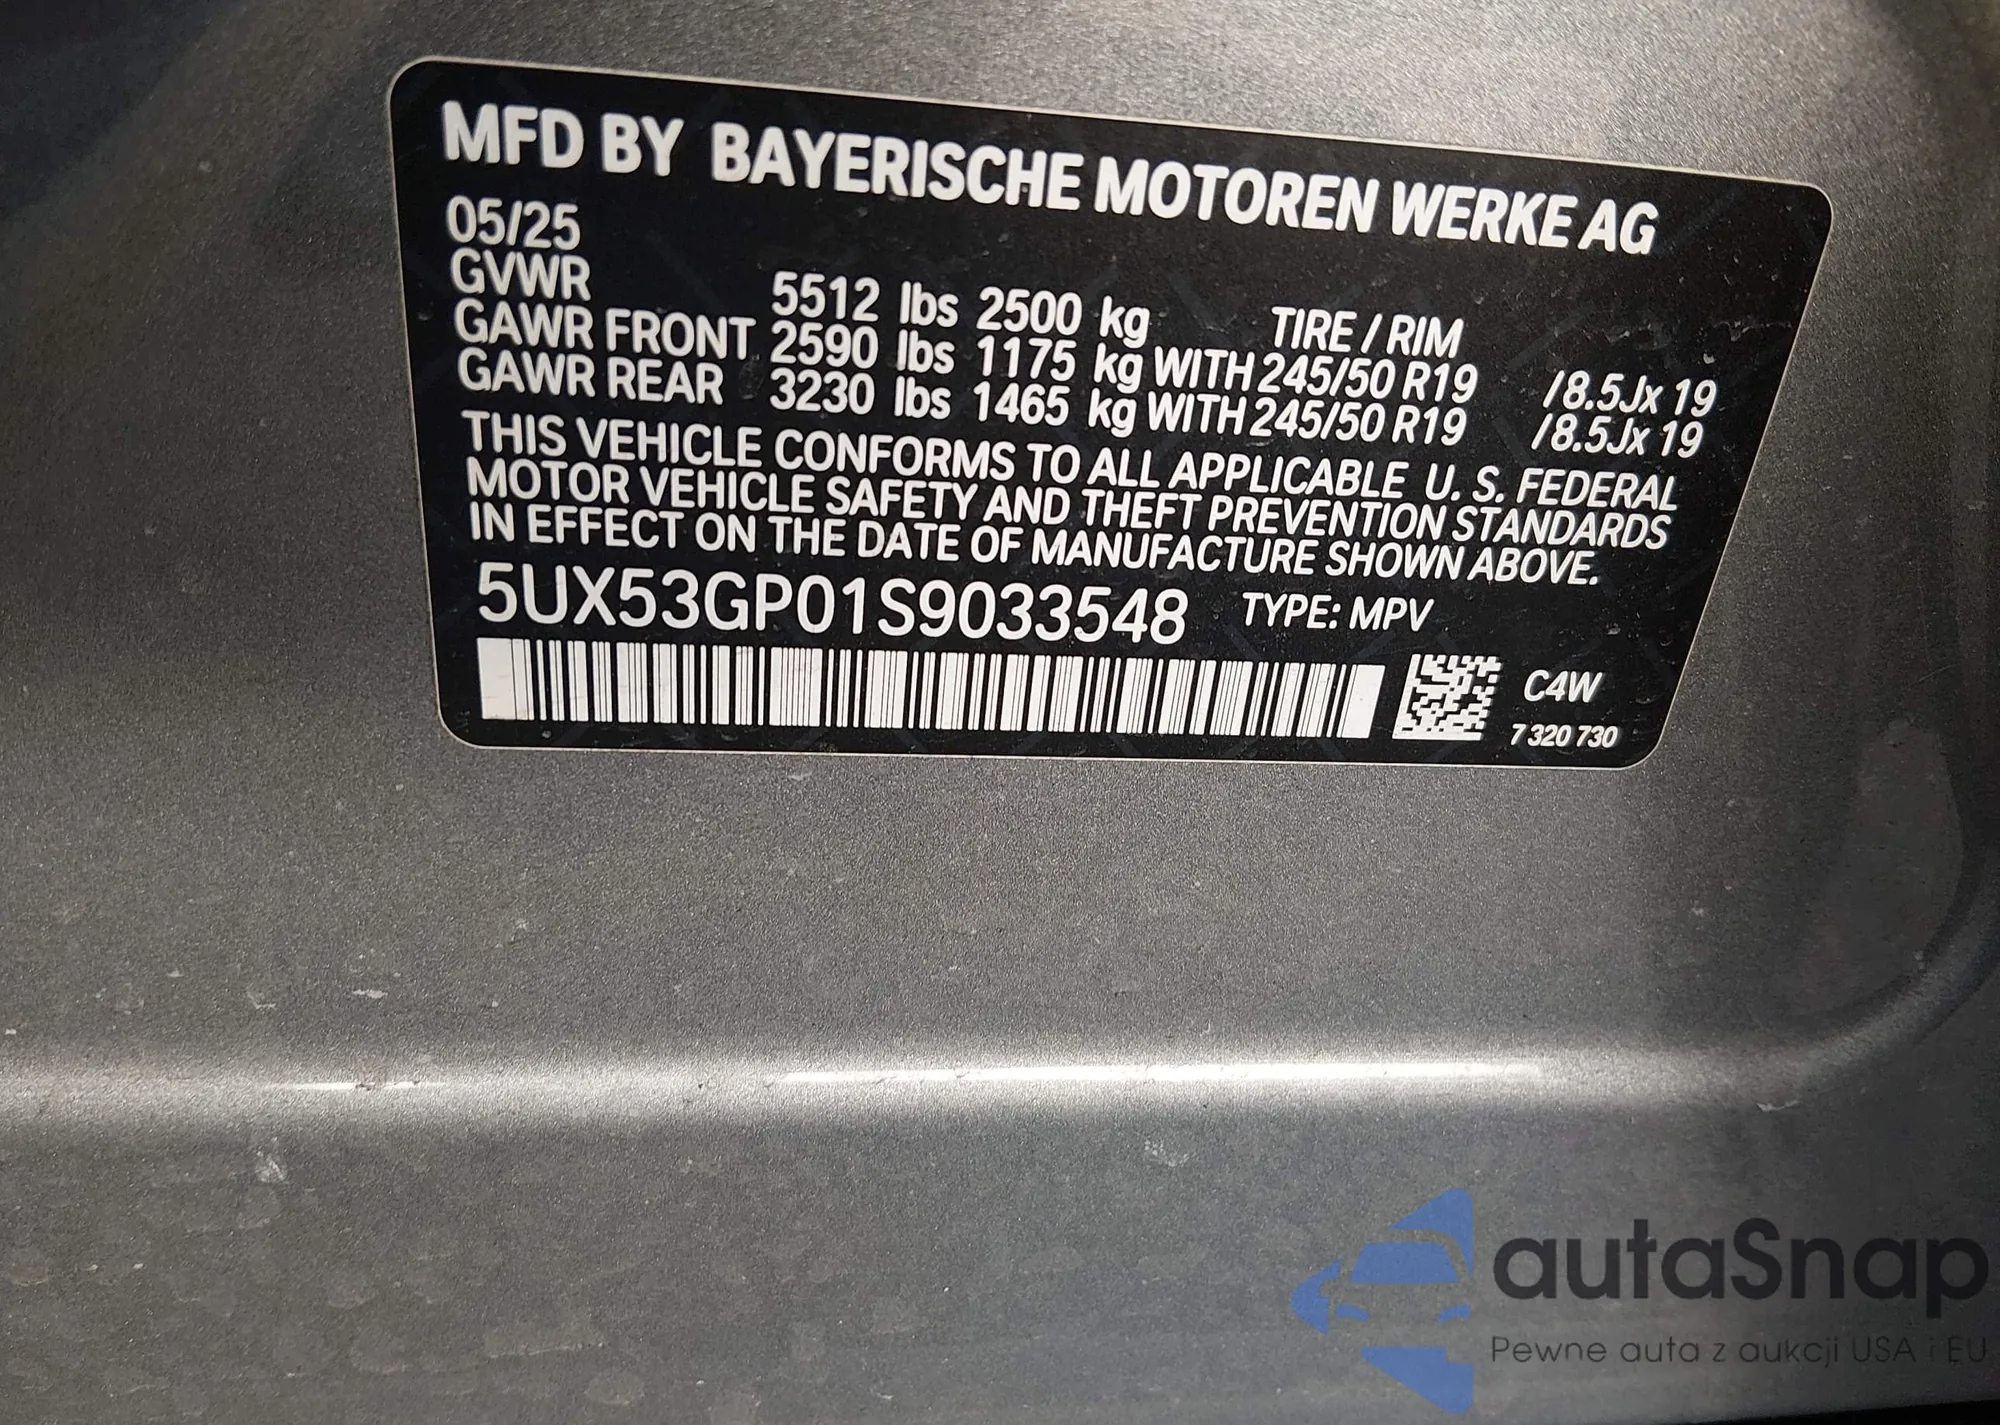 MFD BY BAYERISCHE MOTOREN WERKE AG
05/25
GVWR 5512 lbs 2500 kg TIRE / RIM
GAWR FRONT 2590 lbs 1175 kg WITH 245/50 R19 /8.5Jx 19
GAWR REAR 3230 lbs 1465 kg WITH 245/50 R19 /8.5Jx 19
THIS VEHICLE CONFORMS TO ALL APPLICABLE U. S. FEDERAL
MOTOR VEHICLE SAFETY AND THEFT PREVENTION STANDARDS
IN EFFECT ON THE DATE OF MANUFACTURE SHOWN ABOVE.
5UX53GP01S9033548 TYPE: MPV
C4W
7 320 730
autaSnap
Pewne auta z aukcji USA i EU